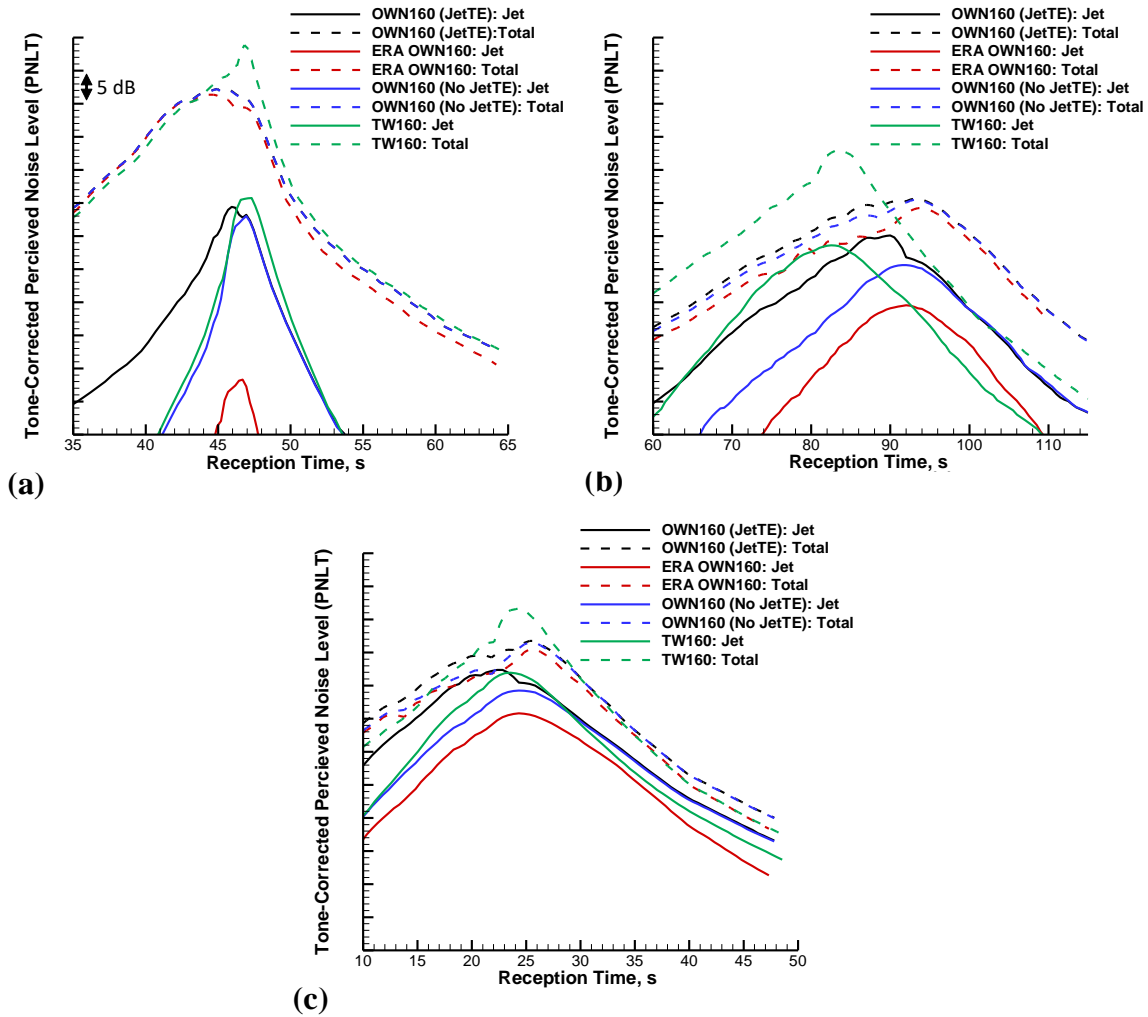 OWN160 (JetTE): Jet
OWN160 (JetTE):Total
ERA OWN160: Jet
ERA OWN160: Total
OWN160 (No JetTE): Jet
OWN160 (No JetTE): Total
TW160: Jet
TW160: Total
5 dB
Tone-Corrected Percieved Noise Level (PNLT)
35 40 45 50 55 60 65
Reception Time, s
(a)
OWN160 (JetTE): Jet
OWN160 (JetTE): Total
ERA OWN160: Jet
ERA OWN160: Total
OWN160 (No JetTE): Jet
OWN160 (No JetTE): Total
TW160: Jet
TW160: Total
Tone-Corrected Percieved Noise Level (PNLT)
60 70 80 90 100 110
Reception Time, s
(b)
OWN160 (JetTE): Jet
OWN160 (JetTE): Total
ERA OWN160: Jet
ERA OWN160: Total
OWN160 (No JetTE): Jet
OWN160 (No JetTE): Total
TW160: Jet
TW160: Total
Tone-Corrected Percieved Noise Level (PNLT)
10 15 20 25 30 35 40 45 50
Reception Time, s
(c)